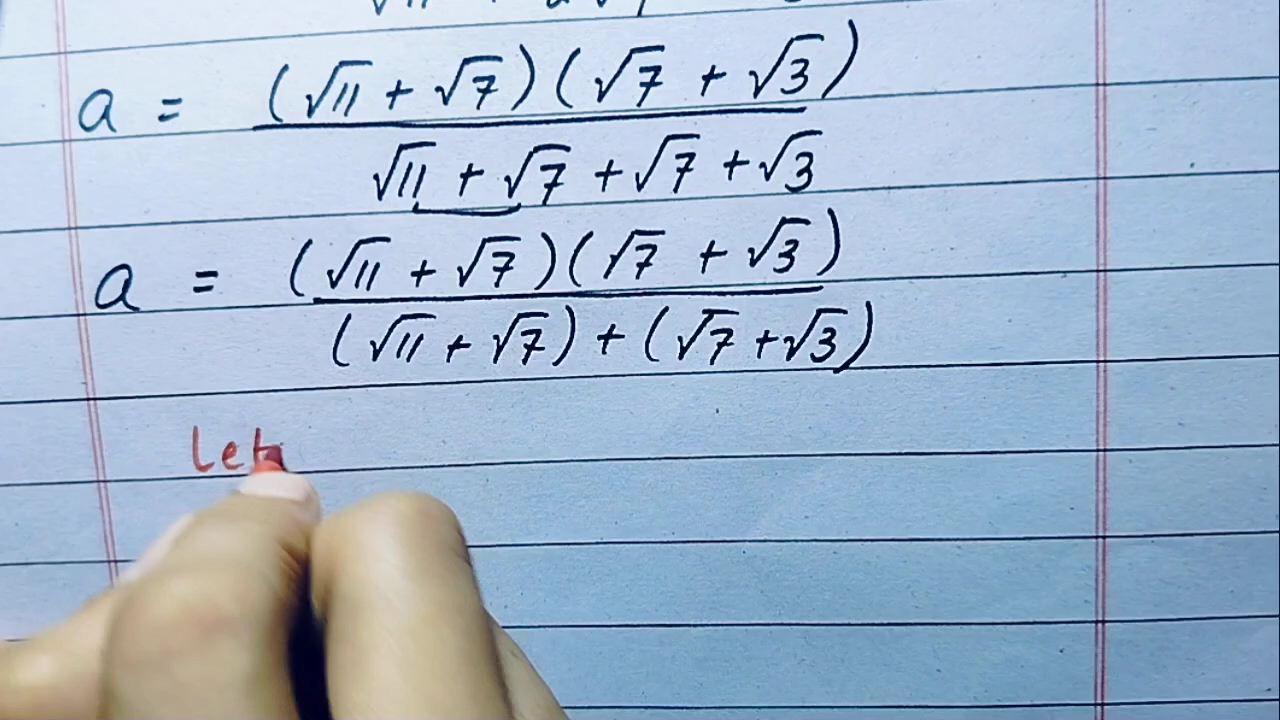 a = (√11 + √7)(√7 + √3)
√11 + √7 + √7 + √3
a = (√11 + √7)(√7 + √3)
(√11 + √7) + (√7 + √3)
Let